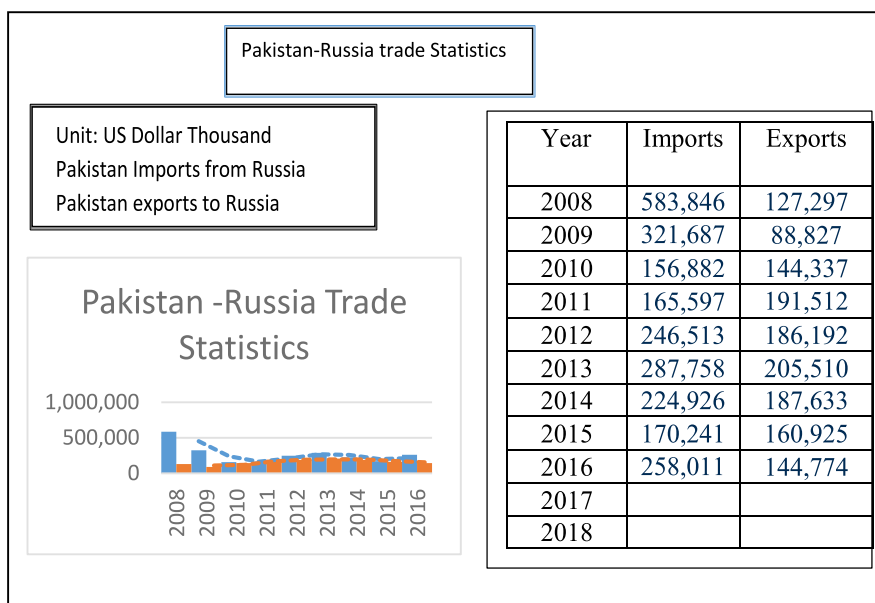 Pakistan-Russia trade Statistics
Unit: US Dollar Thousand
Pakistan Imports from Russia
Pakistan exports to Russia
Pakistan -Russia Trade
Statistics
1,000,000
500,000
0
2008 2009 2010 2011 2012 2013 2014 2015 2016
Year Imports Exports
2008 583,846 127,297
2009 321,687 88,827
2010 156,882 144,337
2011 165,597 191,512
2012 246,513 186,192
2013 287,758 205,510
2014 224,926 187,633
2015 170,241 160,925
2016 258,011 144,774
2017
2018